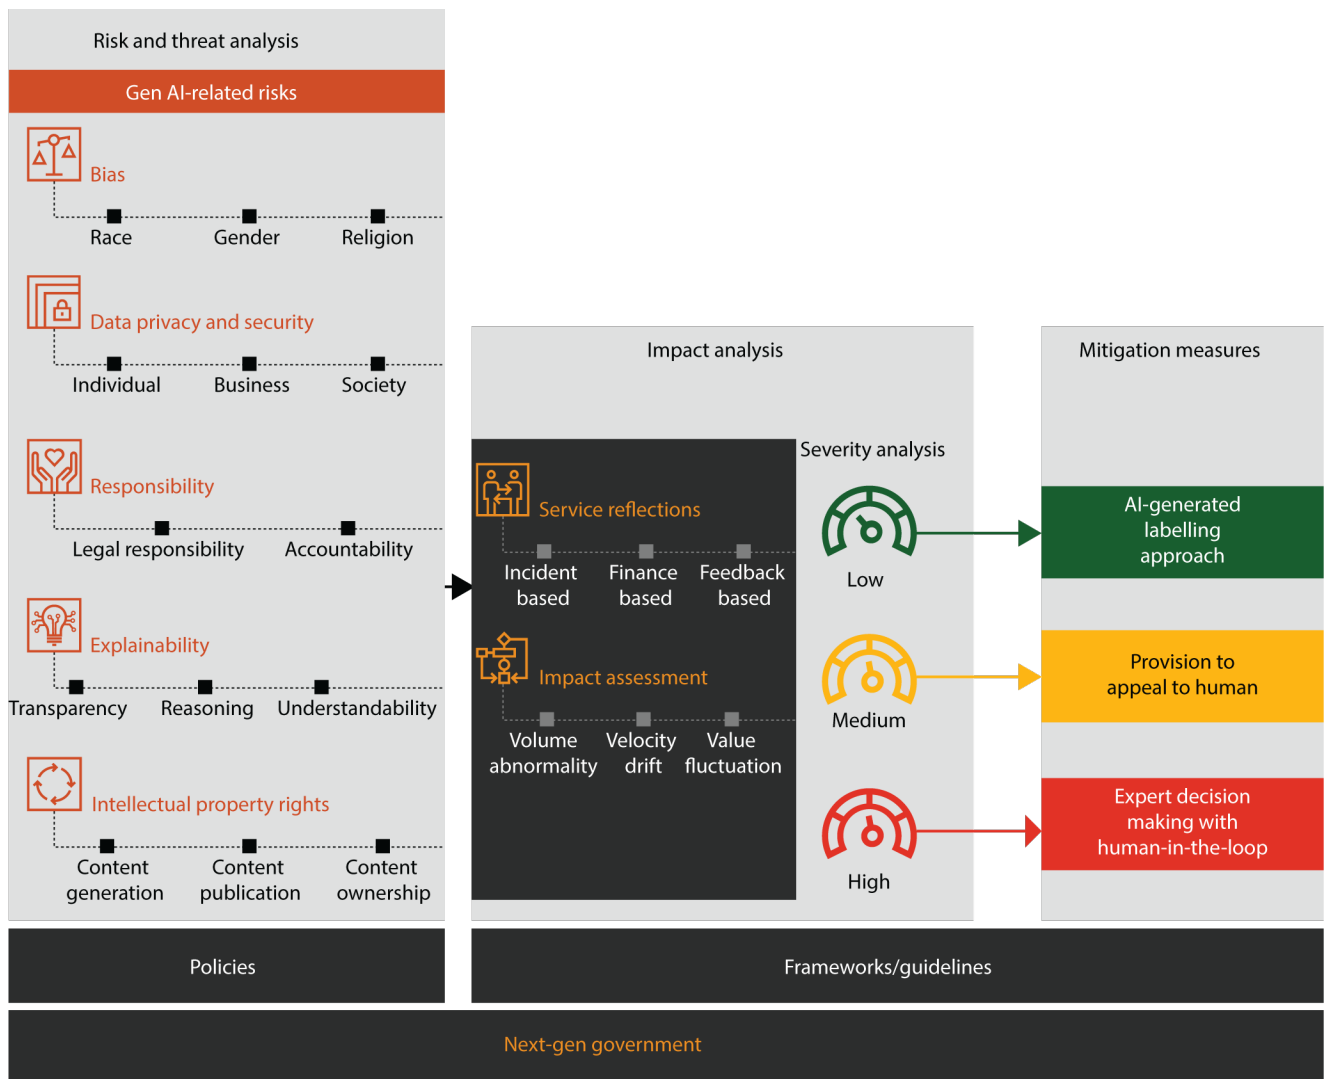 Risk and threat analysis
Gen AI-related risks
Bias
Race Gender Religion
Data privacy and security
Individual Business Society
Responsibility
Legal responsibility Accountability
Explainability
Transparency Reasoning Understandability
Intellectual property rights
Content Content Content
generation publication ownership
Impact analysis
Service reflections
Incident Finance Feedback
based based based
Impact assessment
Volume Velocity Value
abnormality drift fluctuation
Severity analysis
Low
Medium
High
Mitigation measures
AI-generated
labelling
approach
Provision to
appeal to human
Expert decision
making with
human-in-the-loop
Policies
Frameworks/guidelines
Next-gen government